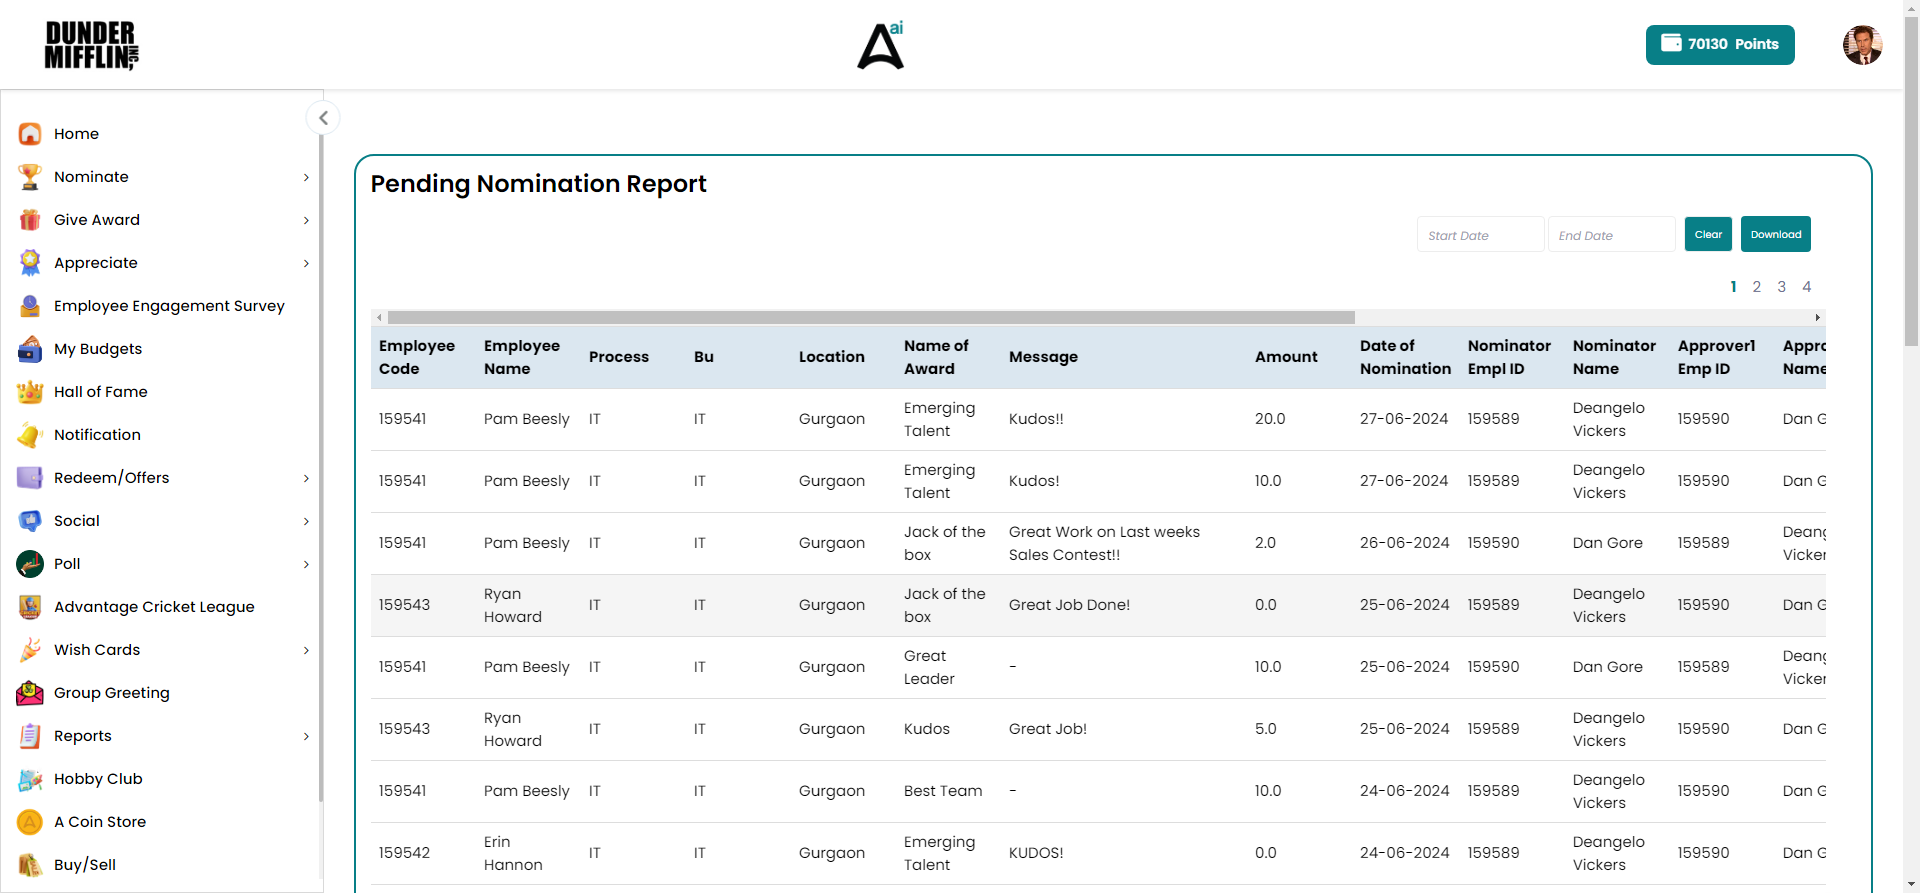 DUNDER
MIFFLIN, INC.
ai
70130 Points
Home
Nominate
Give Award
Appreciate
Employee Engagement Survey
My Budgets
Hall of Fame
Notification
Redeem/Offers
Social
Poll
Advantage Cricket League
Wish Cards
Group Greeting
Reports
Hobby Club
A Coin Store
Buy/Sell
Pending Nomination Report
Start Date End Date Clear Download
1 2 3 4
Employee Code Employee Name Process Bu Location Name of Award Message Amount Date of Nomination Nominator Empl ID Nominator Name Approver1 Emp ID Appro Name
159541 Pam Beesly IT IT Gurgaon Emerging Talent Kudos!! 20.0 27-06-2024 159589 Deangelo Vickers 159590 Dan G
159541 Pam Beesly IT IT Gurgaon Emerging Talent Kudos! 10.0 27-06-2024 159589 Deangelo Vickers 159590 Dan G
159541 Pam Beesly IT IT Gurgaon Jack of the box Great Work on Last weeks Sales Contest!! 2.0 26-06-2024 159590 Dan Gore 159589 Deang Vicker
159543 Ryan Howard IT IT Gurgaon Jack of the box Great Job Done! 0.0 25-06-2024 159589 Deangelo Vickers 159590 Dan G
159541 Pam Beesly IT IT Gurgaon Great Leader - 10.0 25-06-2024 159590 Dan Gore 159589 Deang Vicker
159543 Ryan Howard IT IT Gurgaon Kudos Great Job! 5.0 25-06-2024 159589 Deangelo Vickers 159590 Dan G
159541 Pam Beesly IT IT Gurgaon Best Team - 10.0 24-06-2024 159589 Deangelo Vickers 159590 Dan G
159542 Erin Hannon IT IT Gurgaon Emerging Talent KUDOS! 0.0 24-06-2024 159589 Deangelo Vickers 159590 Dan G